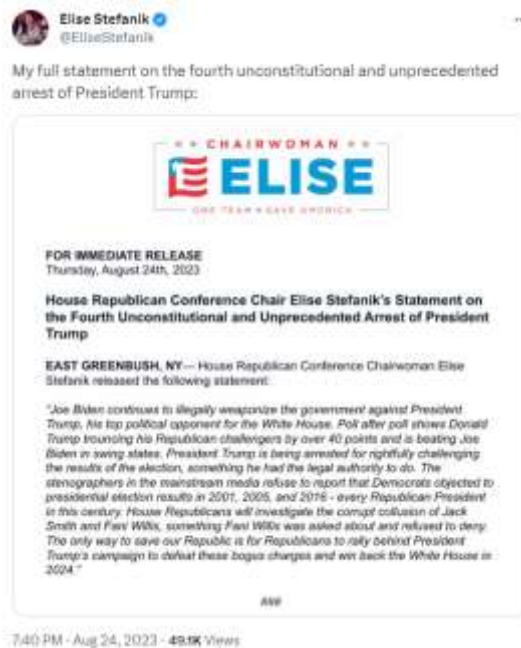 Elise Stefanik
@EliseStefanik
My full statement on the fourth unconstitutional and unprecedented
arrest of President Trump:
CHAIRWOMAN
ELISE
ONE TEAM ★ SAVE AMERICA
FOR IMMEDIATE RELEASE
Thursday, August 24th, 2023
House Republican Conference Chair Elise Stefanik's Statement on
the Fourth Unconstitutional and Unprecedented Arrest of President
Trump
EAST GREENBUSH, NY— House Republican Conference Chairwoman Elise
Stefanik released the following statement:
"Joe Biden continues to illegally weaponize the government against President
Trump, his top political opponent for the White House. Poll after poll shows Donald
Trump trouncing his Republican challengers by over 40 points and is beating Joe
Biden in swing states. President Trump is being arrested for rightfully challenging
the results of the election, something he had the legal authority to do. The
stenographers in the mainstream media refuse to report that Democrats objected to
presidential election results in 2001, 2005, and 2016 - every Republican President
in this century. House Republicans will investigate the corrupt collusion of Jack
Smith and Fani Willis, something Fani Willis was asked about and refused to deny.
The only way to save our Republic is for Republicans to rally behind President
Trump's campaign to defeat these bogus charges and win back the White House in
2024."
###
7:40 PM · Aug 24, 2023 · 49.1K Views